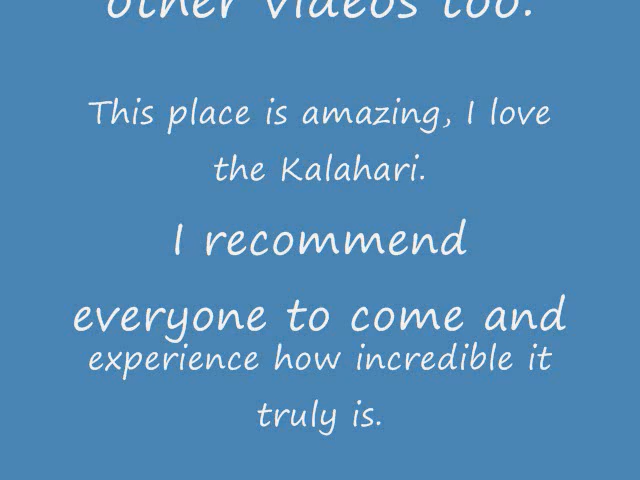 other videos too.
This place is amazing, I love
the Kalahari.
I recommend
everyone to come and
experience how incredible it
truly is.